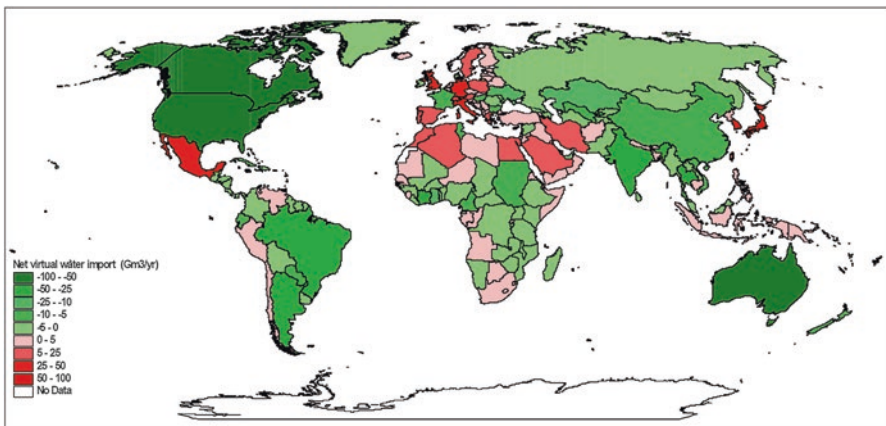 Net virtual water import (Gm3/yr)
-100 - -50
-50 - -25
-25 - -10
-10 - -5
-5 - 0
0 - 5
5 - 25
25 - 50
50 - 100
No Data